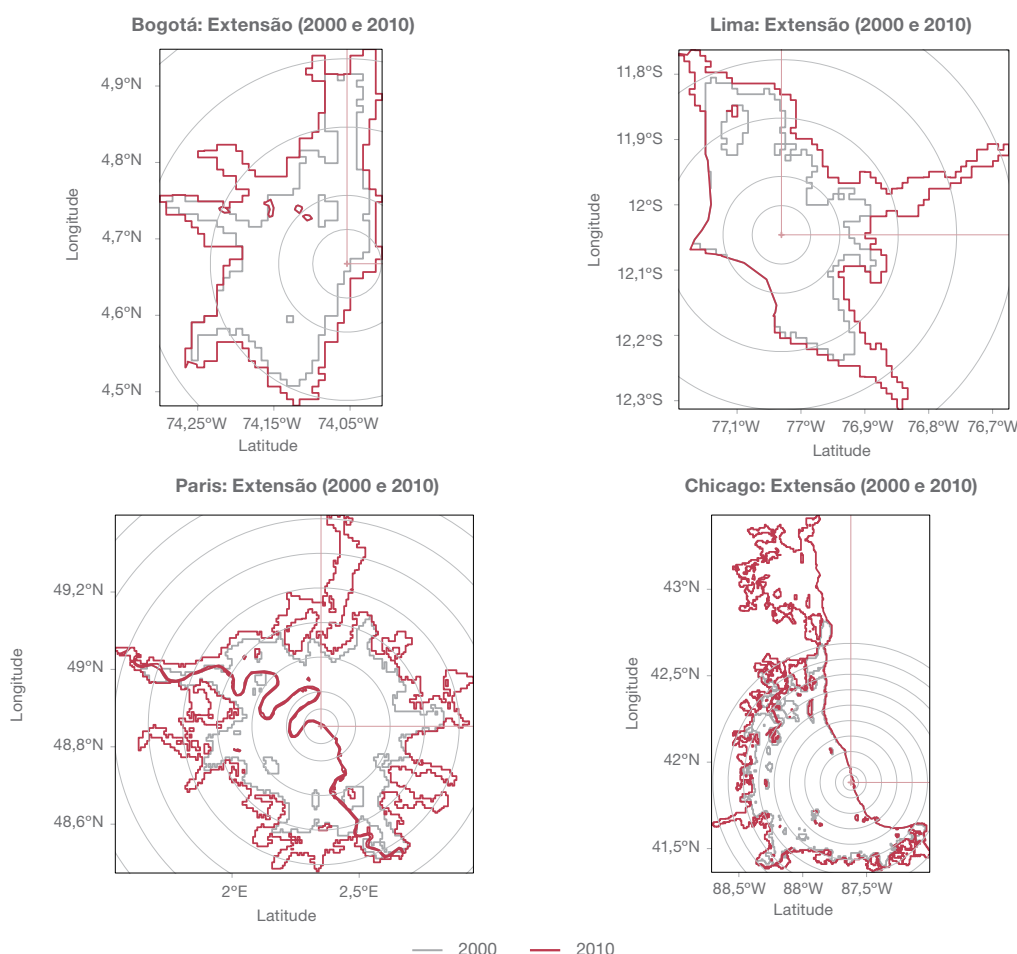 Bogotá: Extensão (2000 e 2010)
4,9ºN
4,8ºN
4,7ºN
4,6ºN
4,5ºN
Longitude
74,25ºW 74,15ºW 74,05ºW
Latitude
Lima: Extensão (2000 e 2010)
11,8ºS
11,9ºS
12ºS
12,1ºS
12,2ºS
12,3ºS
Longitude
77,1ºW 77ºW 76,9ºW 76,8ºW 76,7ºW
Latitude
Paris: Extensão (2000 e 2010)
49,2ºN
49ºN
48,8ºN
48,6ºN
Longitude
2ºE 2,5ºE
Latitude
Chicago: Extensão (2000 e 2010)
43ºN
42,5ºN
42ºN
41,5ºN
Longitude
88,5ºW 88ºW 87,5ºW
Latitude
2000 2010